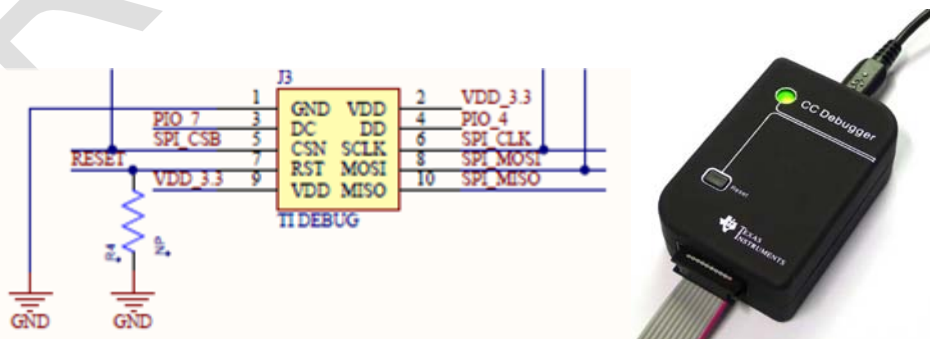 J3
1 GND VDD 2 VDD_3.3
PIO_7 3 DC DD 4 PIO_4
SPI_CSB 5 CSN SCLK 6 SPI_CLK
RESET 7 RST MOSI 8 SPI_MOSI
VDD_3.3 9 VDD MISO 10 SPI_MISO
TI DEBUG
R4
NP
GND
GND
CC Debugger
Reset
TEXAS
INSTRUMENTS